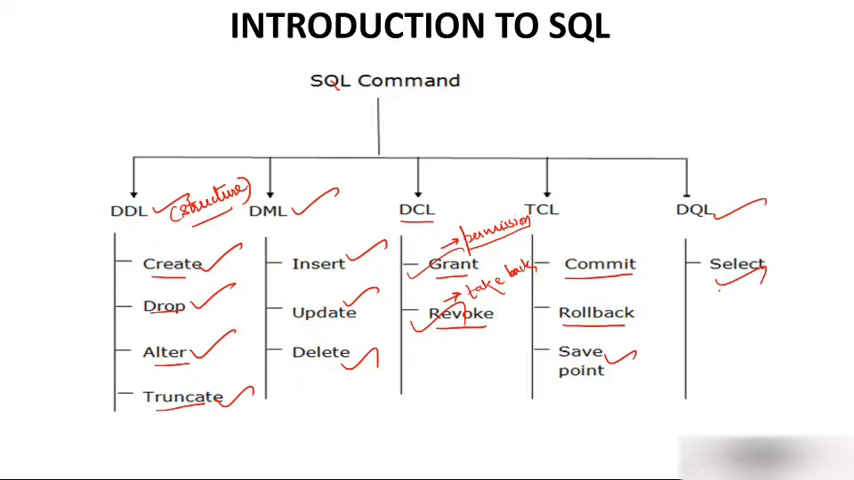 INTRODUCTION TO SQL
SQL Command
DDL (structure) DML DCL TCL DQL
→ permission
Create Insert Grant Commit Select
→ take back
Drop Update Revoke Rollback
Alter Delete Save
point
Truncate